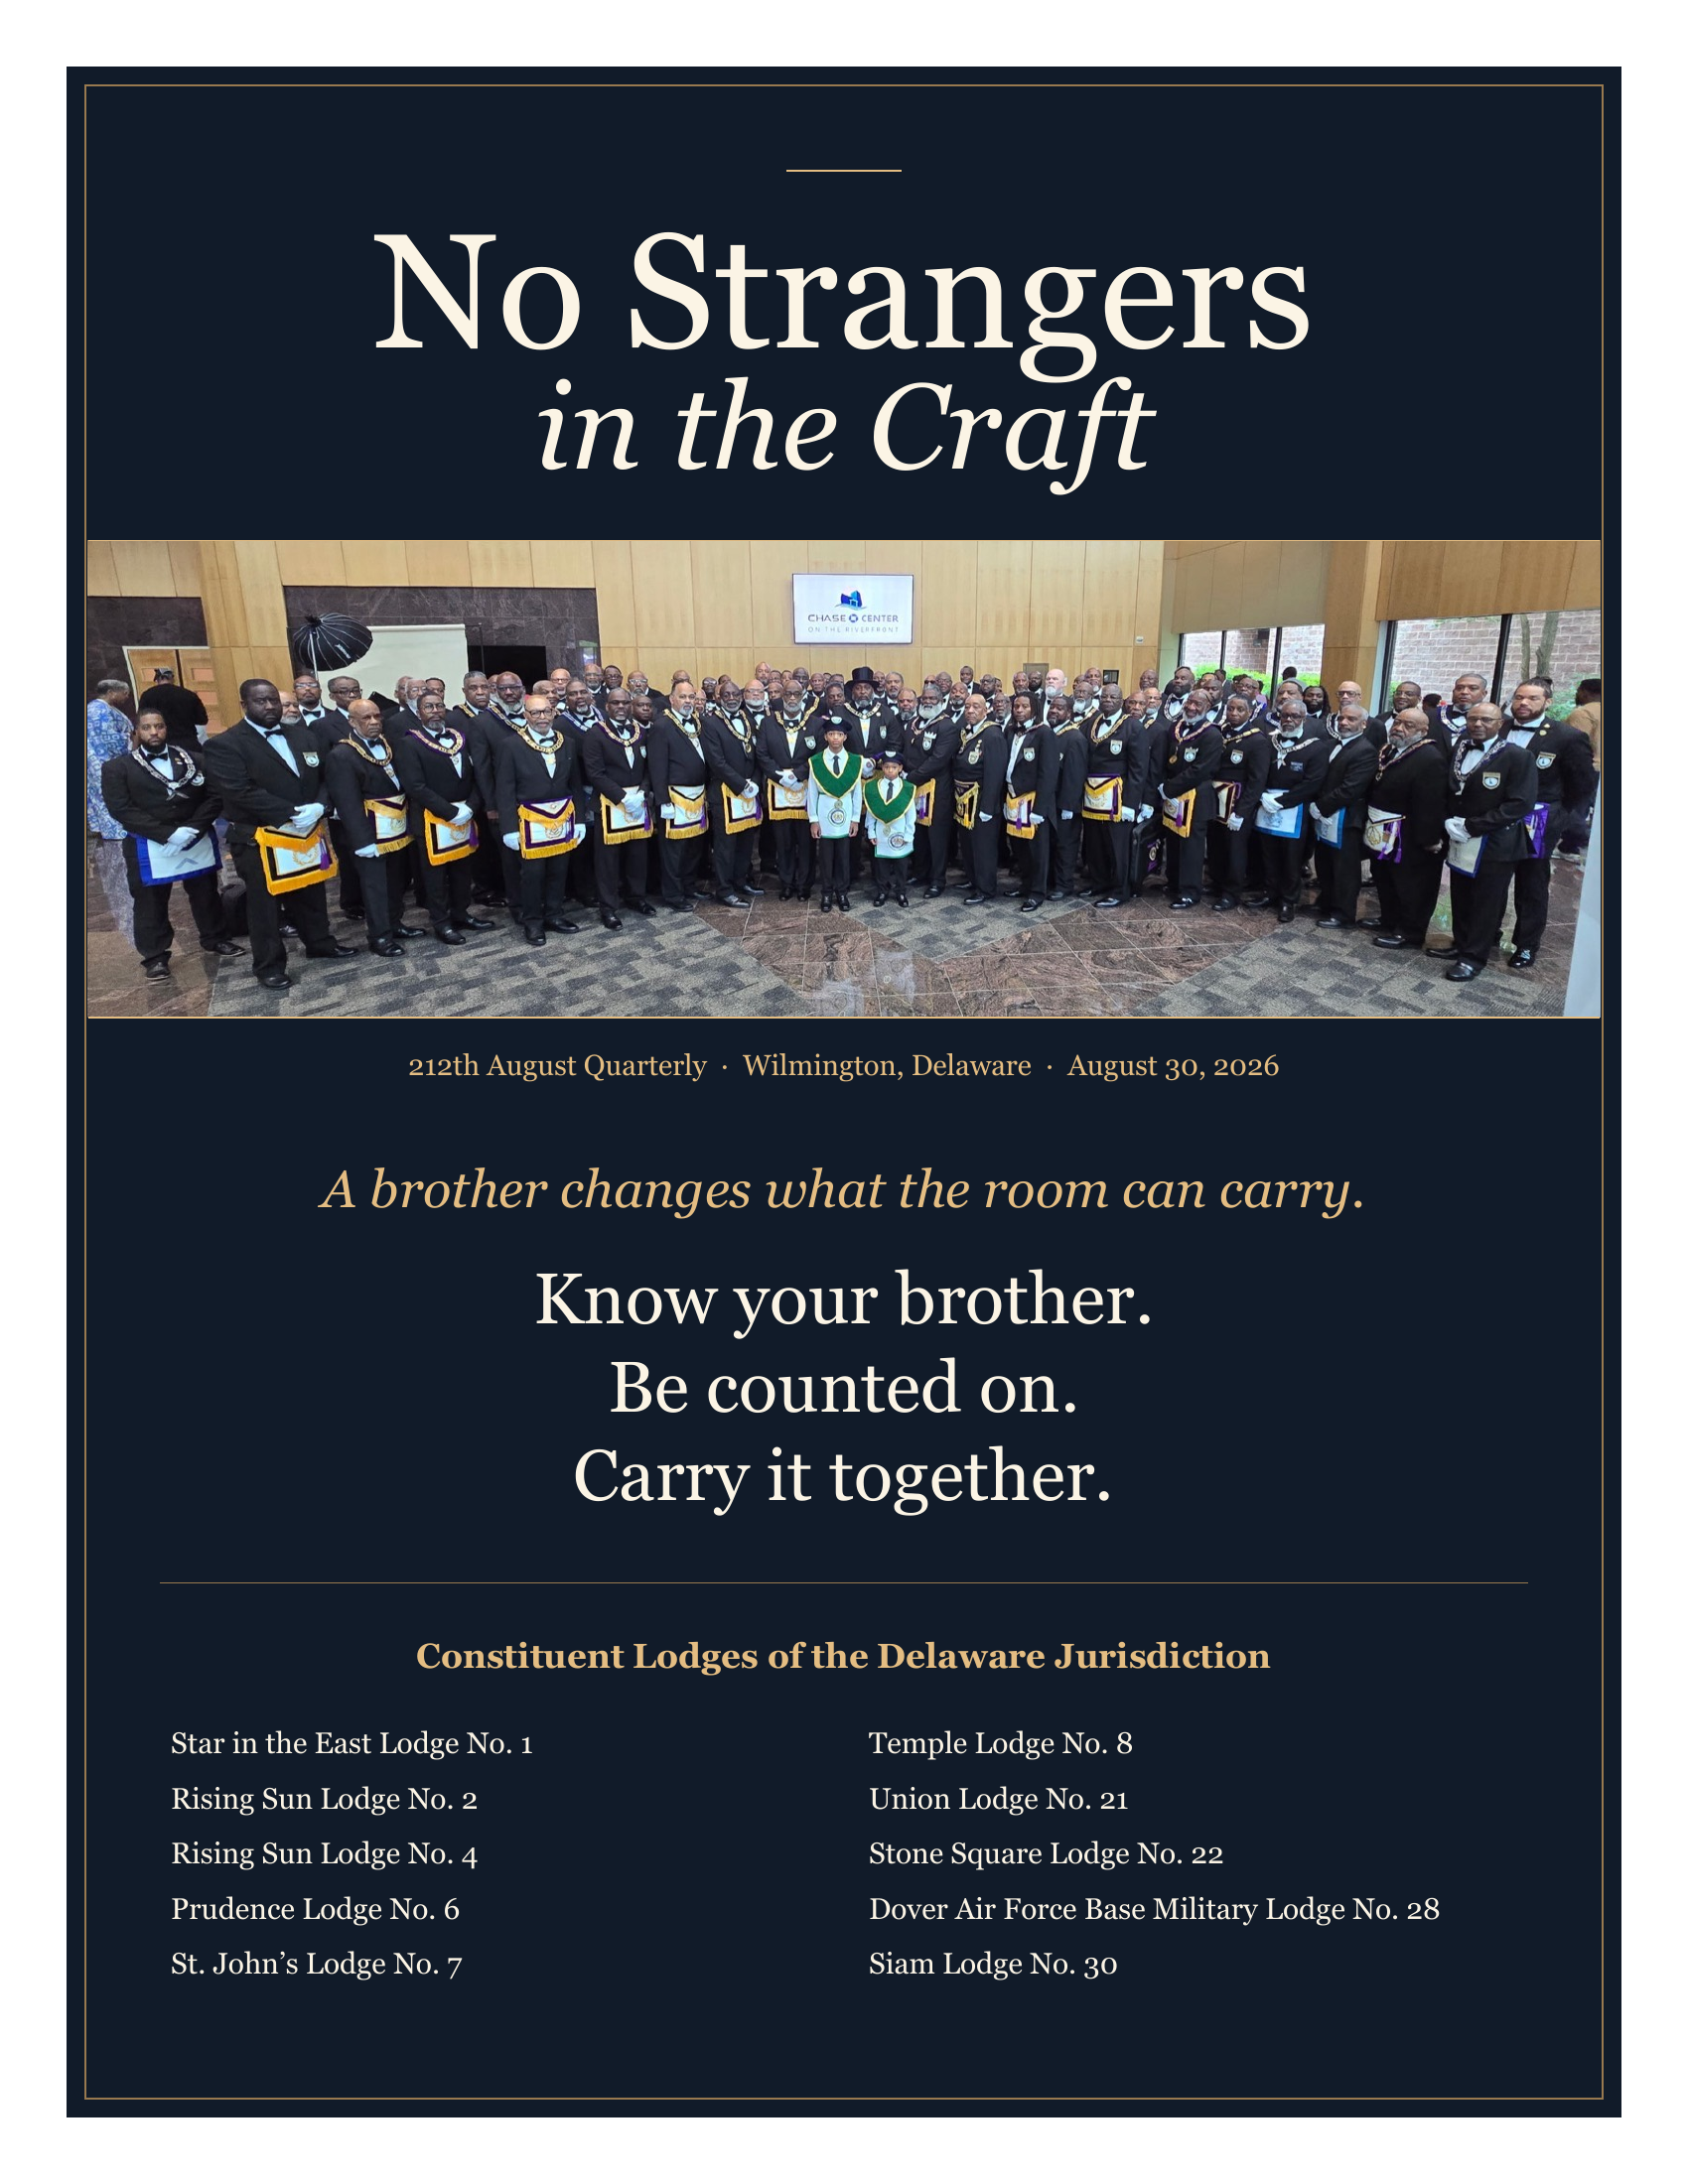 No Strangers
in the Craft
CHASE CENTER
ON THE RIVERFRONT
212th August Quarterly · Wilmington, Delaware · August 30, 2026
A brother changes what the room can carry.
Know your brother.
Be counted on.
Carry it together.
Constituent Lodges of the Delaware Jurisdiction
Star in the East Lodge No. 1
Rising Sun Lodge No. 2
Rising Sun Lodge No. 4
Prudence Lodge No. 6
St. John’s Lodge No. 7
Temple Lodge No. 8
Union Lodge No. 21
Stone Square Lodge No. 22
Dover Air Force Base Military Lodge No. 28
Siam Lodge No. 30